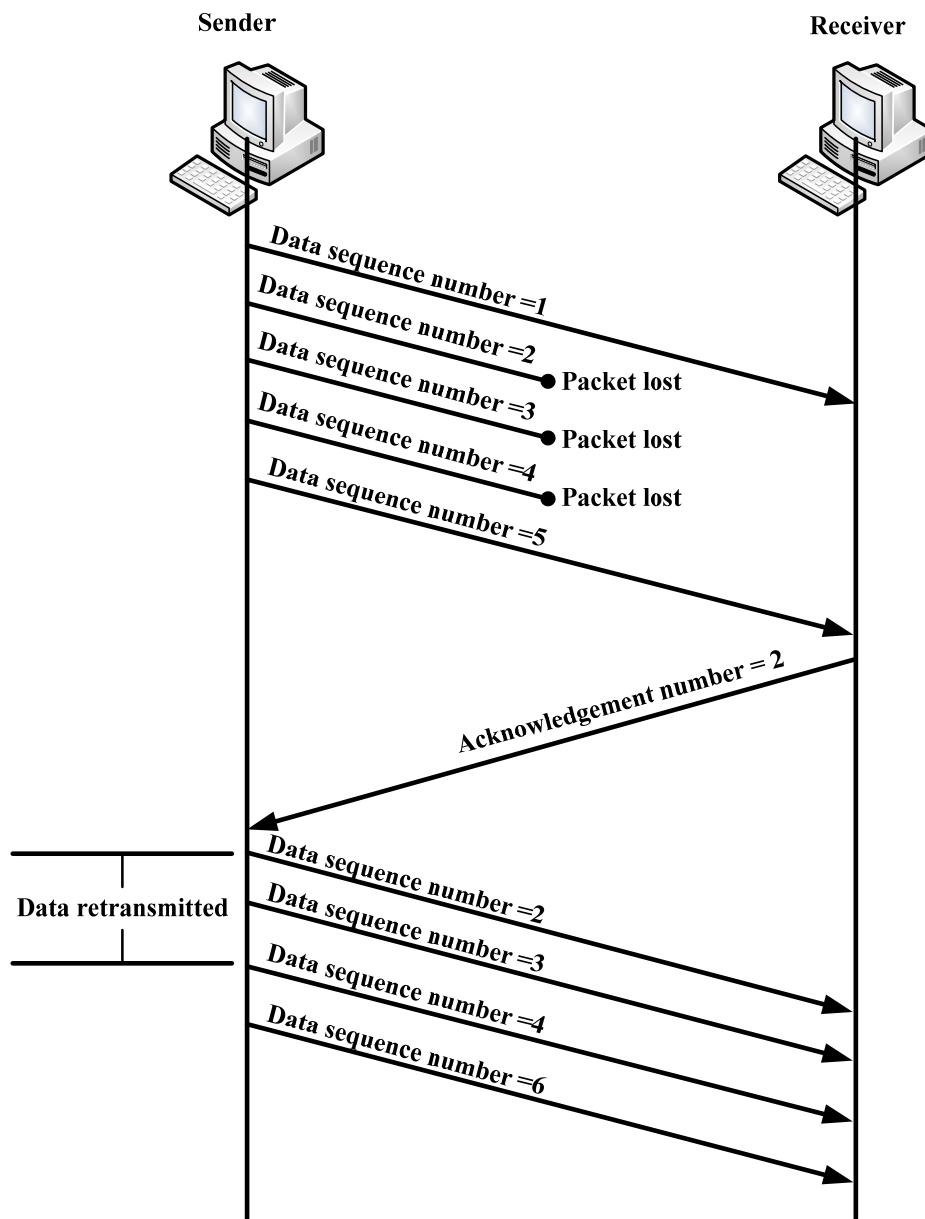 Sender
Receiver
Data sequence number =1
Data sequence number =2
Packet lost
Data sequence number =3
Packet lost
Data sequence number =4
Packet lost
Data sequence number =5
Acknowledgement number = 2
Data retransmitted
Data sequence number =2
Data sequence number =3
Data sequence number =4
Data sequence number =6